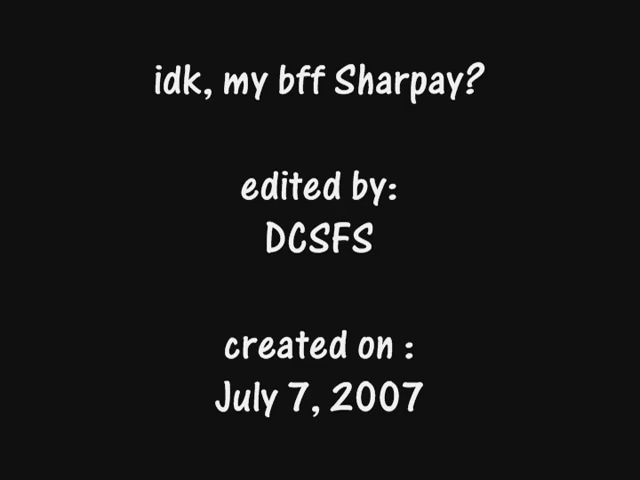 idk, my bff Sharpay?
edited by:
DCSFS
created on :
July 7, 2007